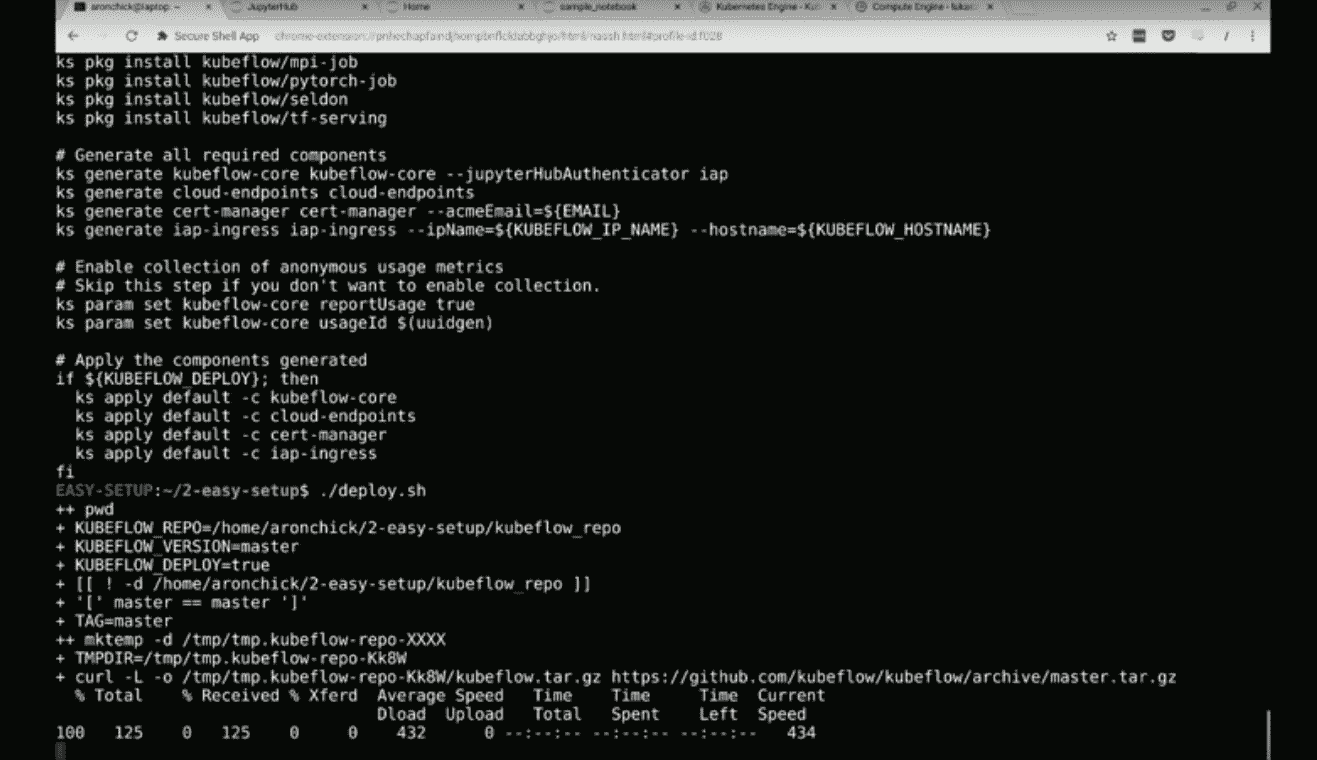 aronchick@laptop: ~ JupyterHub Home sample_notebook Kubernetes Engine - Compute Engine -
Secure Shell App
ks pkg install kubeflow/mpi-job
ks pkg install kubeflow/pytorch-job
ks pkg install kubeflow/seldon
ks pkg install kubeflow/tf-serving
# Generate all required components
ks generate kubeflow-core kubeflow-core --jupyterHubAuthenticator iap
ks generate cloud-endpoints cloud-endpoints
ks generate cert-manager cert-manager --acmeEmail=${EMAIL}
ks generate iap-ingress iap-ingress --ipName=${KUBEFLOW_IP_NAME} --hostname=${KUBEFLOW_HOSTNAME}
# Enable collection of anonymous usage metrics
# Skip this step if you don't want to enable collection.
ks param set kubeflow-core reportUsage true
ks param set kubeflow-core usageId $(uuidgen)
# Apply the components generated
if ${KUBEFLOW_DEPLOY}; then
ks apply default -c kubeflow-core
ks apply default -c cloud-endpoints
ks apply default -c cert-manager
ks apply default -c iap-ingress
fi
EASY-SETUP:~/2-easy-setup$ ./deploy.sh
++ pwd
+ KUBEFLOW_REPO=/home/aronchick/2-easy-setup/kubeflow_repo
+ KUBEFLOW_VERSION=master
+ KUBEFLOW_DEPLOY=true
+ [[ ! -d /home/aronchick/2-easy-setup/kubeflow_repo ]]
+ '[' master == master ']'
+ TAG=master
++ mktemp -d /tmp/tmp.kubeflow-repo-XXXX
+ TMPDIR=/tmp/tmp.kubeflow-repo-Kk8W
+ curl -L -o /tmp/tmp.kubeflow-repo-Kk8W/kubeflow.tar.gz https://github.com/kubeflow/kubeflow/archive/master.tar.gz
% Total % Received % Xferd Average Speed Time Time Time Current
Dload Upload Total Spent Left Speed
100 125 0 125 0 0 432 0 --:--:-- --:--:-- --:--:-- 434